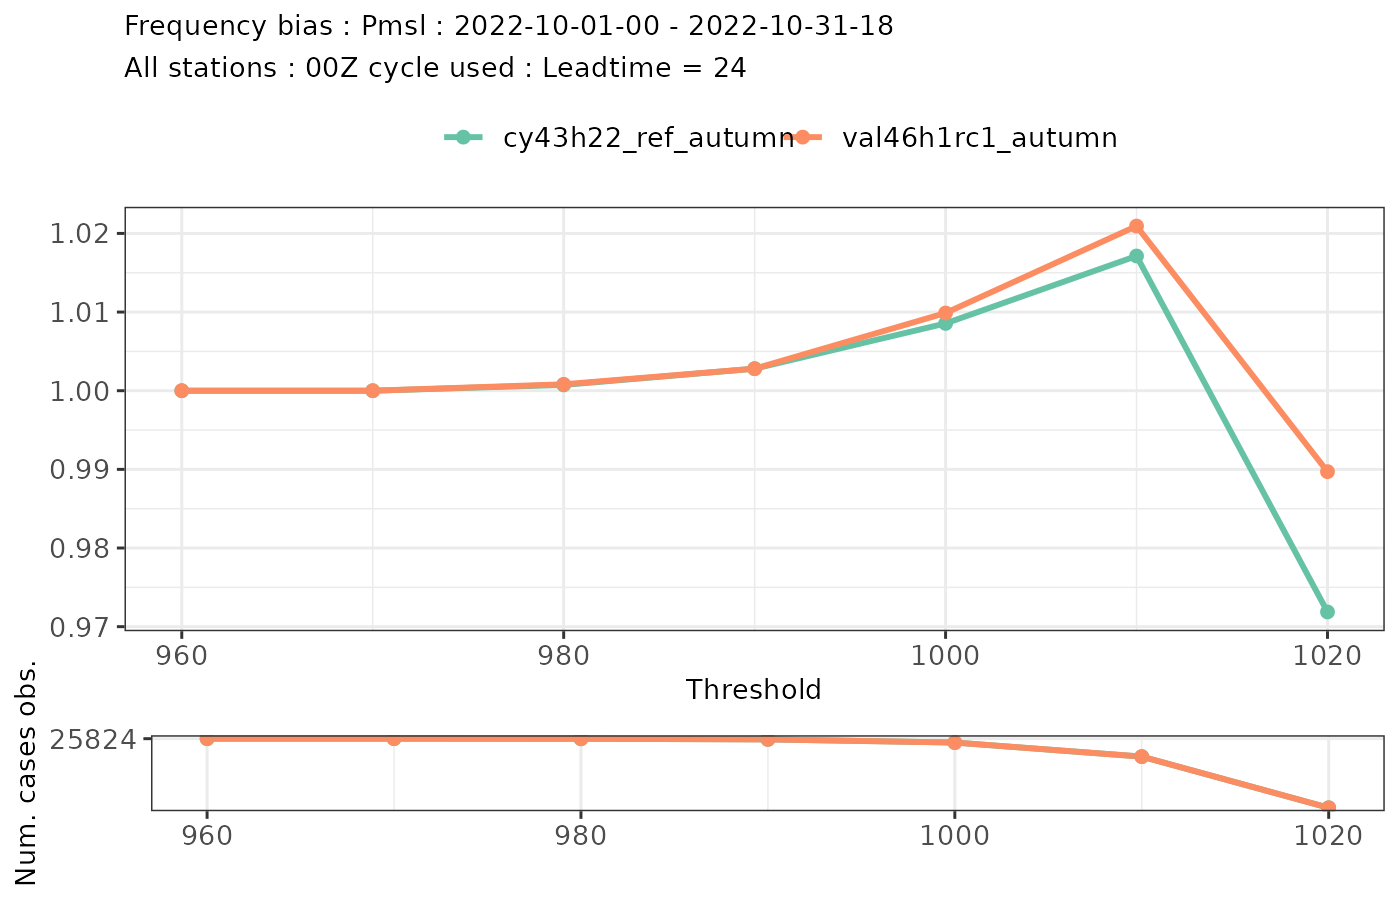 Frequency bias : Pmsl : 2022-10-01-00 - 2022-10-31-18
All stations : 00Z cycle used : Leadtime = 24
cy43h22_ref_autumn val46h1rc1_autumn
1.02
1.01
1.00
0.99
0.98
0.97
960 980 1000 1020
Threshold
Num. cases obs.
25824
960 980 1000 1020